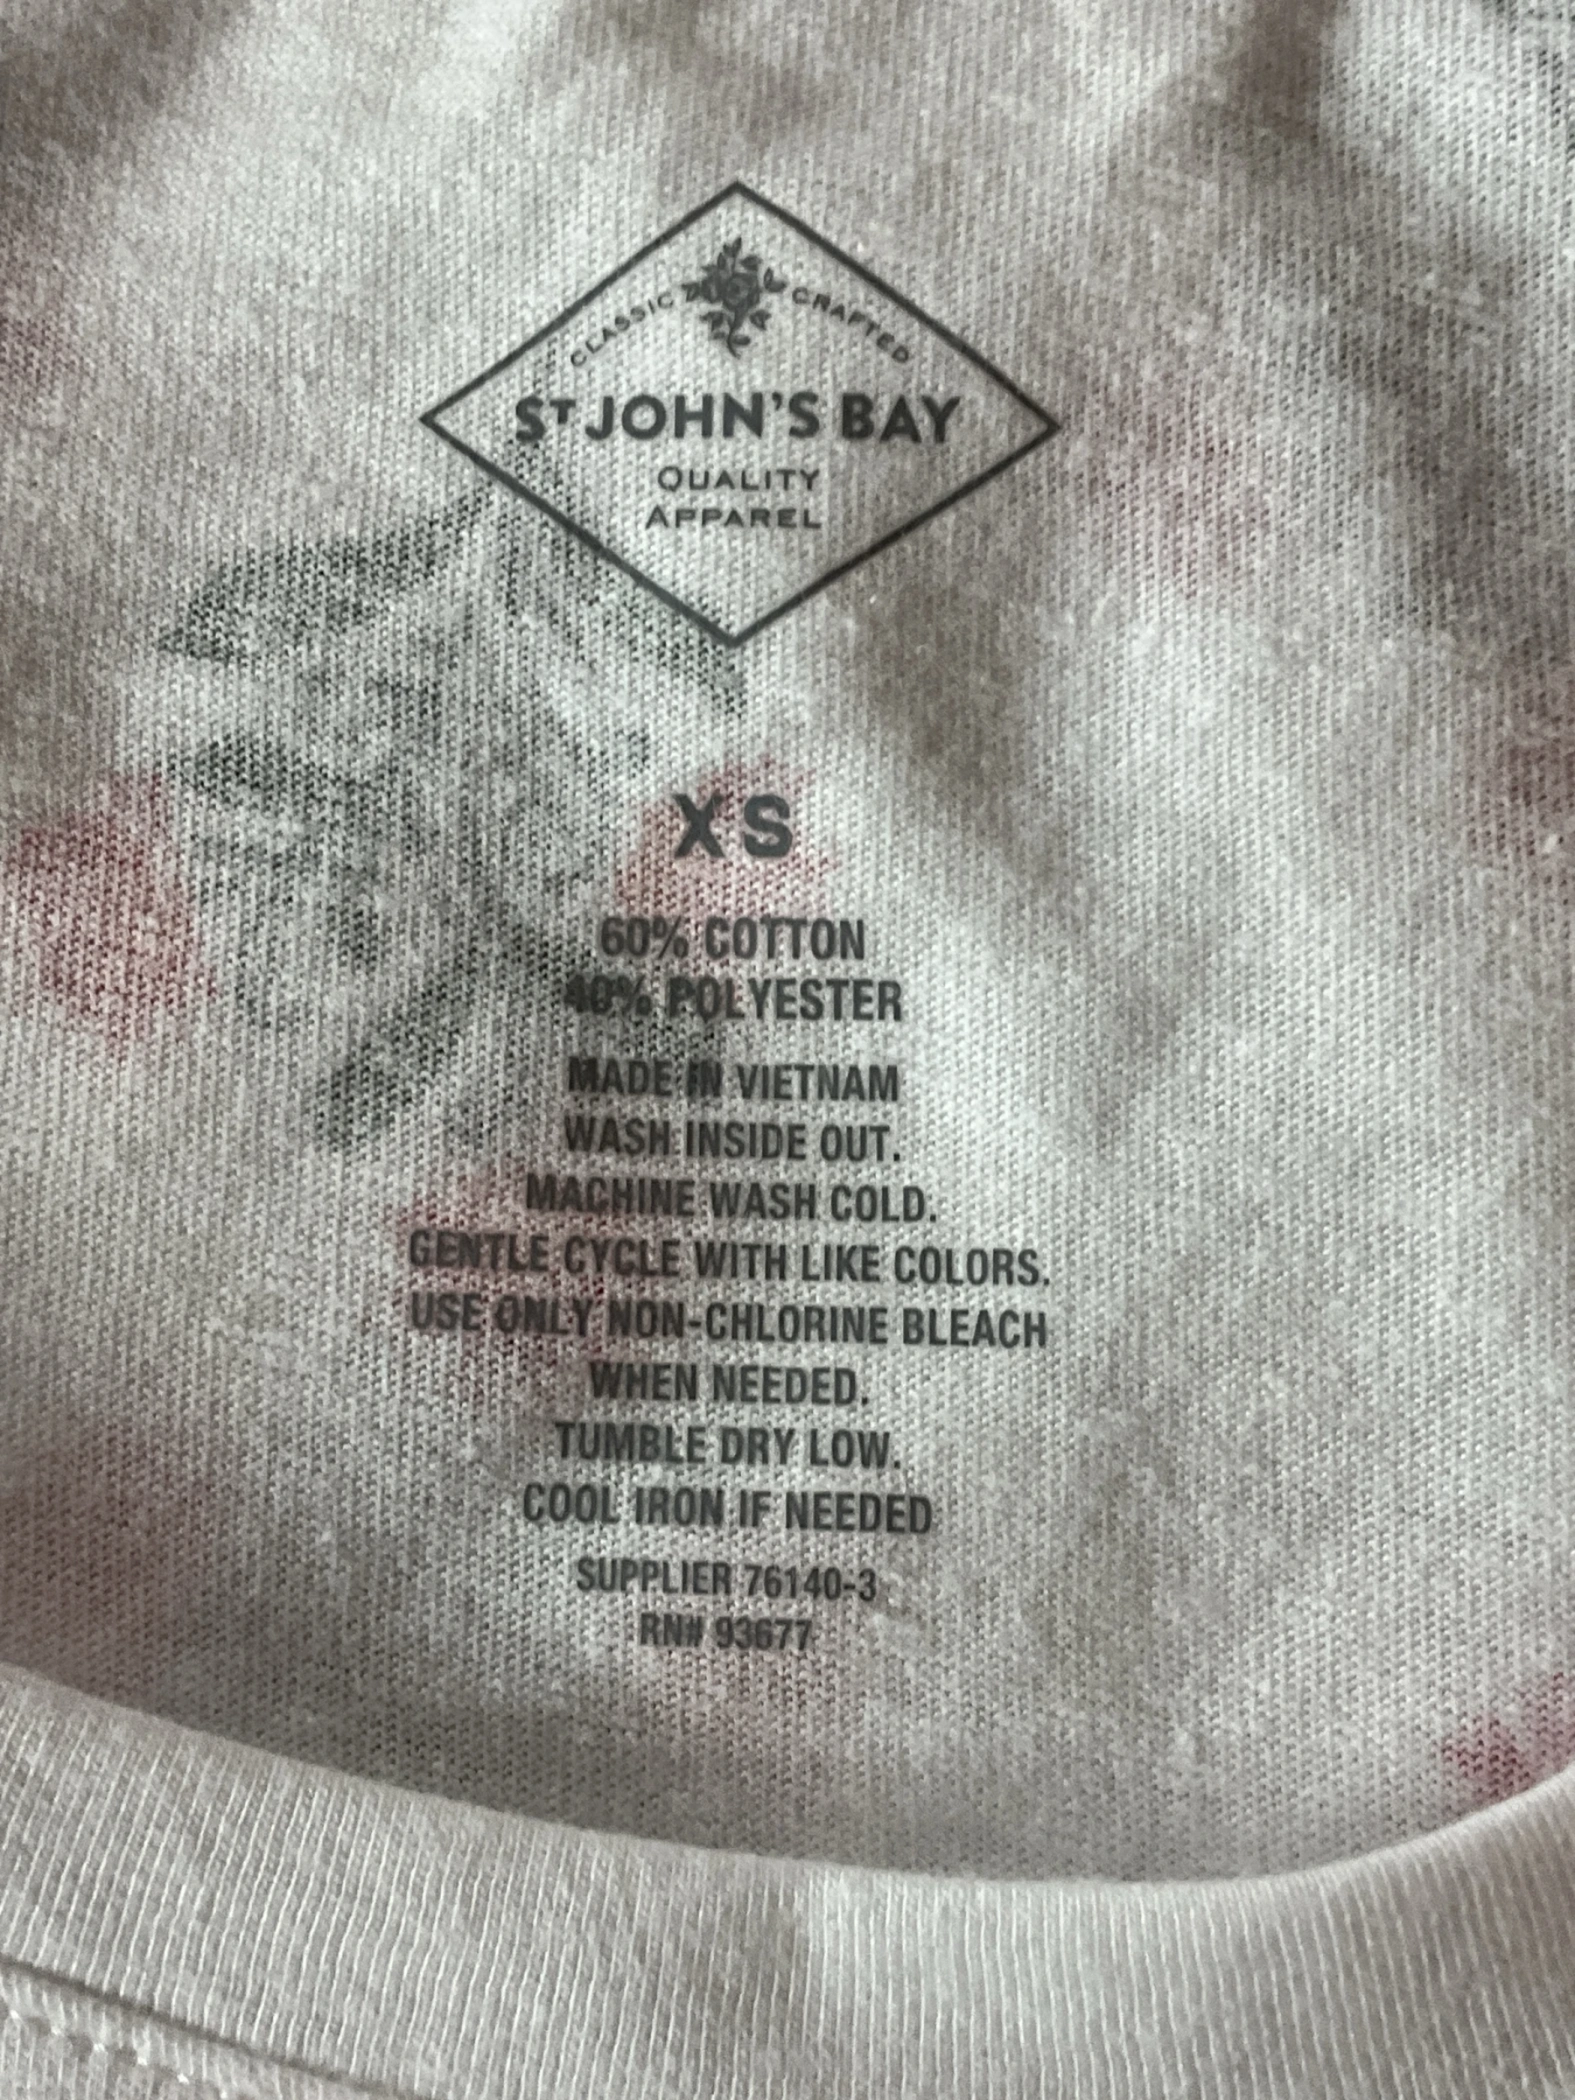 CLASSIC CRAFTED
ST JOHN'S BAY
QUALITY
APPAREL
XS
60% COTTON
40% POLYESTER
MADE IN VIETNAM
WASH INSIDE OUT.
MACHINE WASH COLD.
GENTLE CYCLE WITH LIKE COLORS.
USE ONLY NON-CHLORINE BLEACH
WHEN NEEDED.
TUMBLE DRY LOW.
COOL IRON IF NEEDED
SUPPLIER 76140-3
RN# 93677